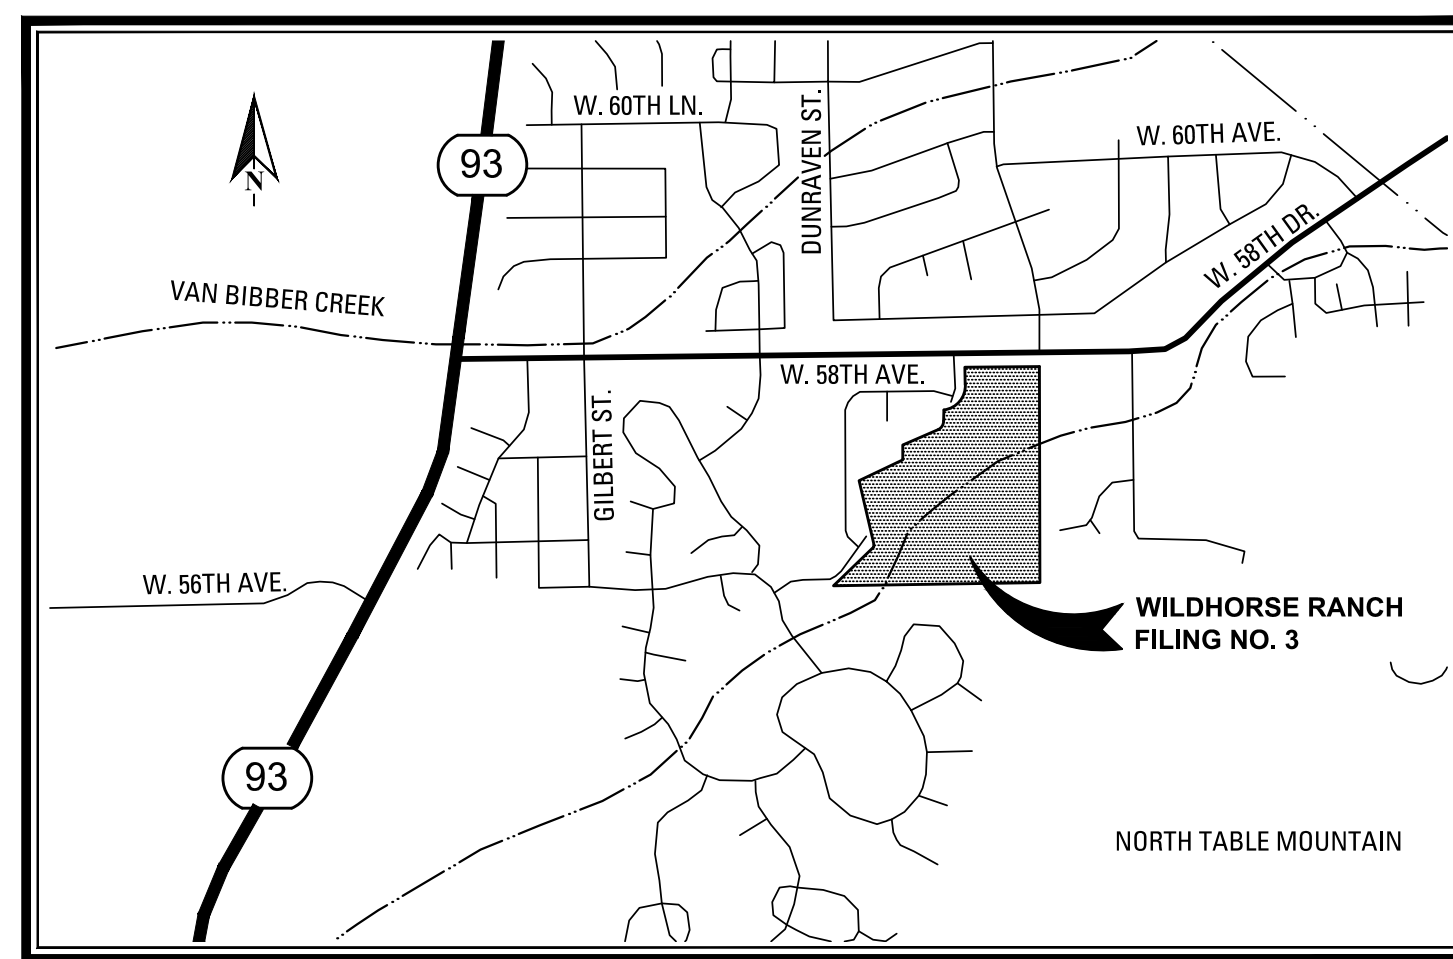 W. 60TH LN.
DUNRAVEN ST.
W. 60TH AVE.
93
N
W. 58TH DR.
VAN BIBBER CREEK
W. 58TH AVE.
GILBERT ST.
W. 56TH AVE.
WILDHORSE RANCH
FILING NO. 3
93
NORTH TABLE MOUNTAIN